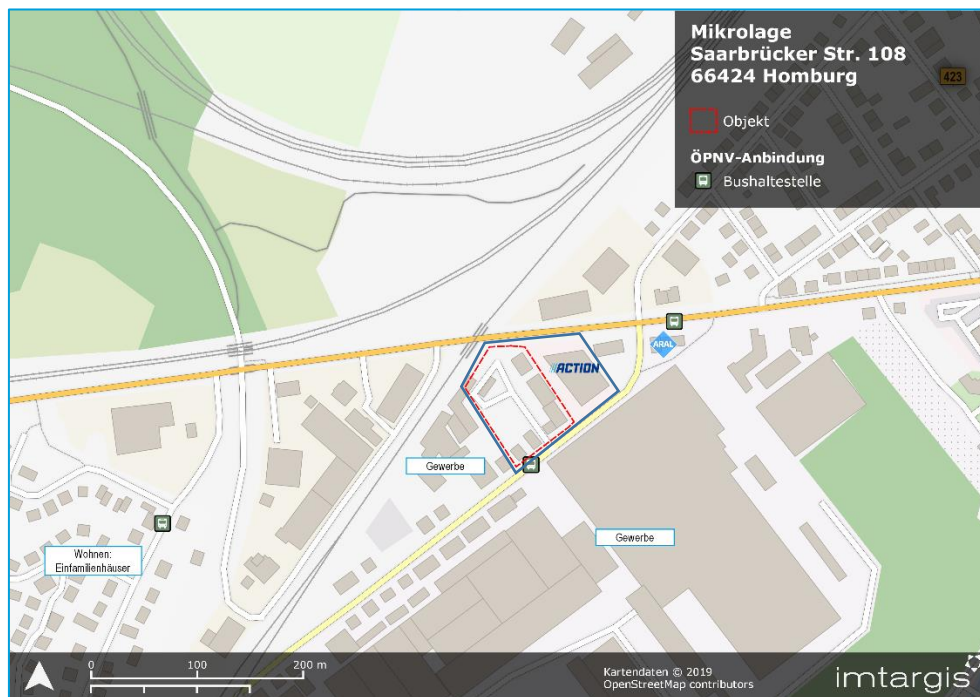 Mikrolage
Saarbrücker Str. 108
66424 Homburg
423
Objekt
ÖPNV-Anbindung
Bushaltestelle
ARAL
ACTION
Gewerbe
Gewerbe
Wohnen:
Einfamilienhäuser
0 100 200 m
Kartendaten © 2019
OpenStreetMap contributors
imtargis